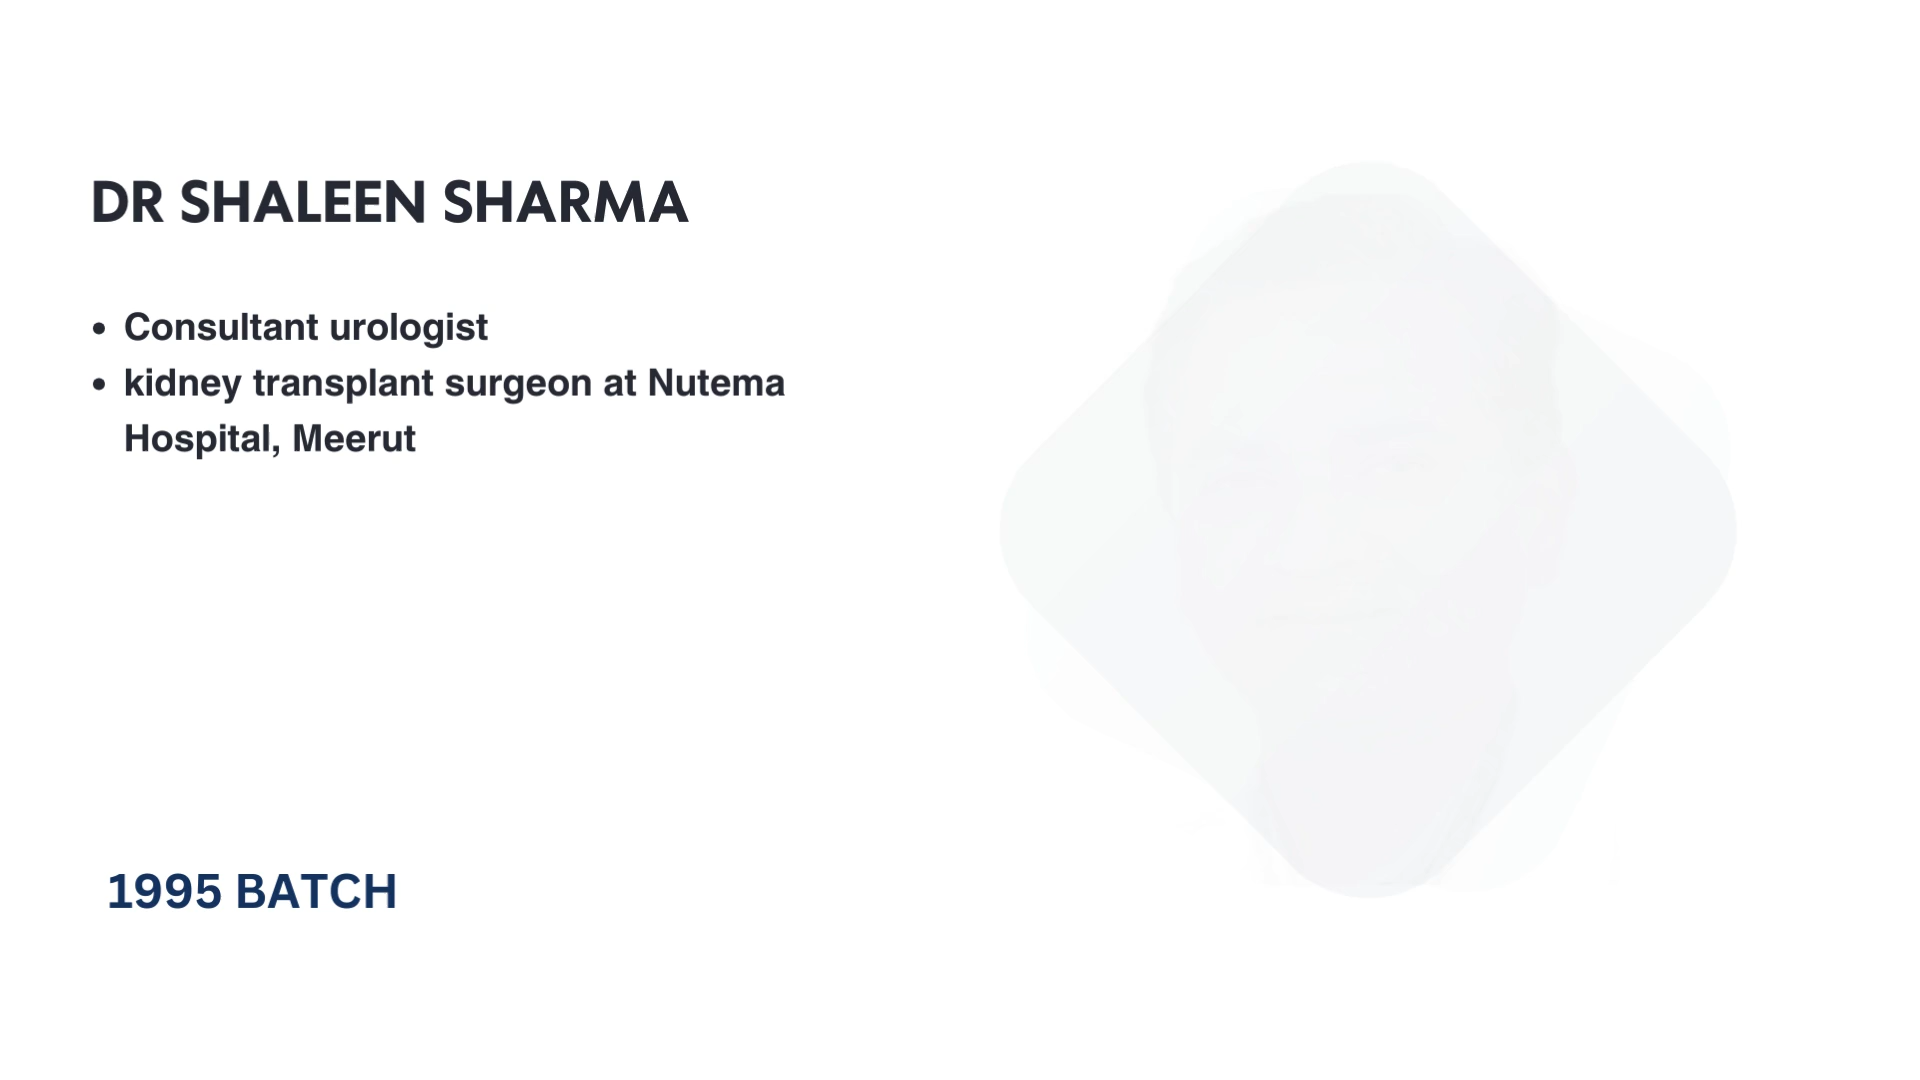 DR SHALEEN SHARMA
• Consultant urologist
• kidney transplant surgeon at Nutema
Hospital, Meerut
1995 BATCH